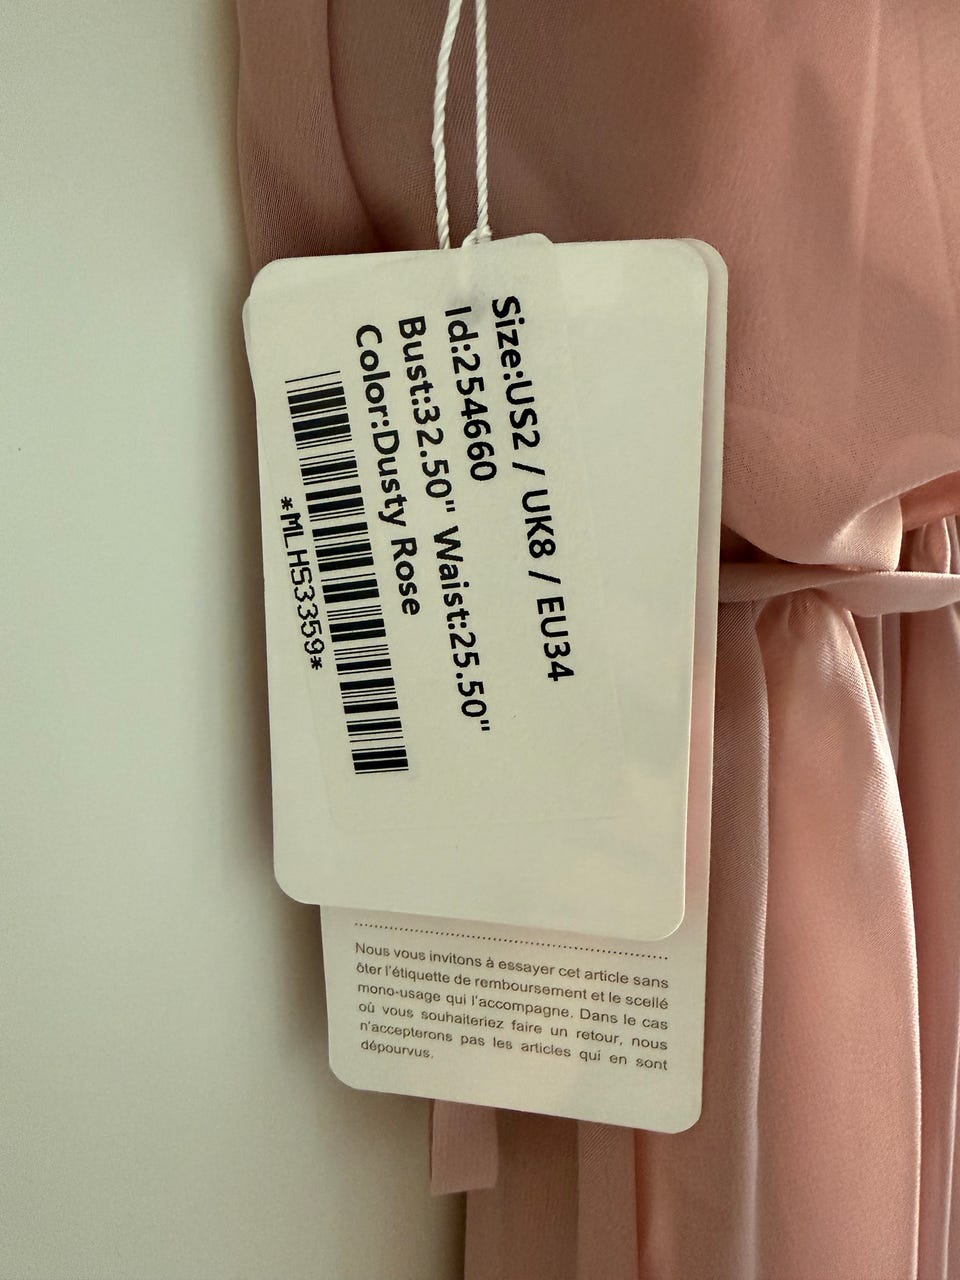 Size:US2 / UK8 / EU34
Id:254660
Bust:32.50" Waist:25.50"
Color:Dusty Rose
*MLHS3359*
Nous vous invitons à essayer cet article sans
ôter l'étiquette de remboursement et le scellé
mono-usage qui l'accompagne. Dans le cas
où vous souhaiteriez faire un retour, nous
n'accepterons pas les articles qui en sont
dépourvus.